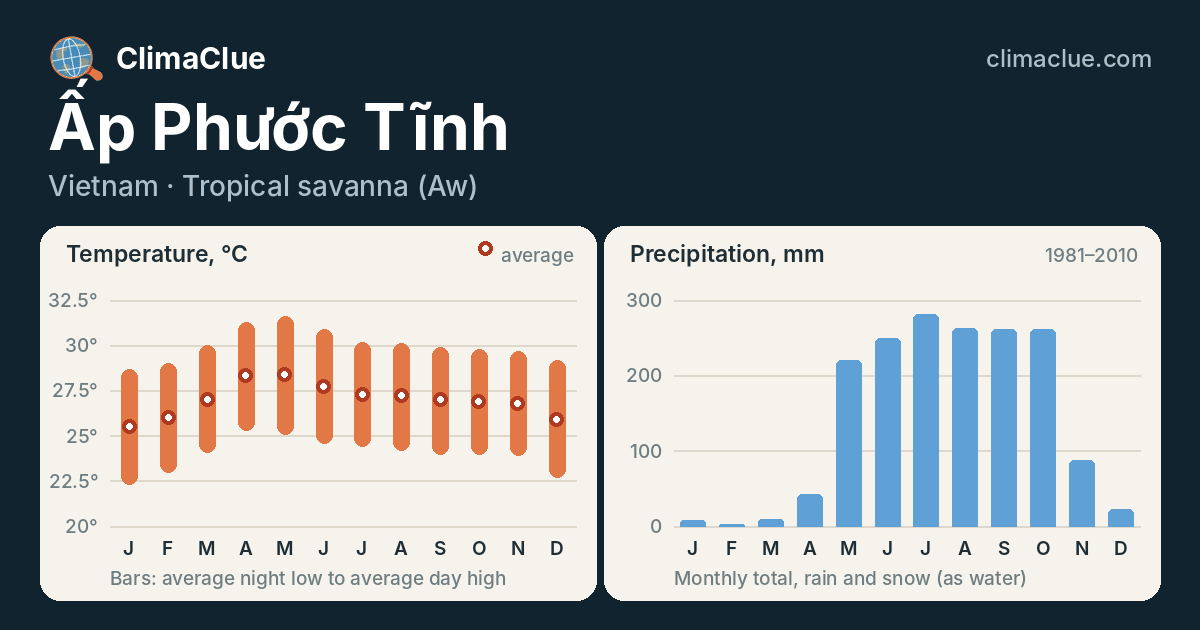 ClimaClue
climaclue.com
Ấp Phước Tĩnh
Vietnam · Tropical savanna (Aw)
Temperature, °C
average
32.5°
30°
27.5°
25°
22.5°
20°
J F M A M J J A S O N D
Bars: average night low to average day high
Precipitation, mm
1981–2010
300
200
100
0
J F M A M J J A S O N D
Monthly total, rain and snow (as water)